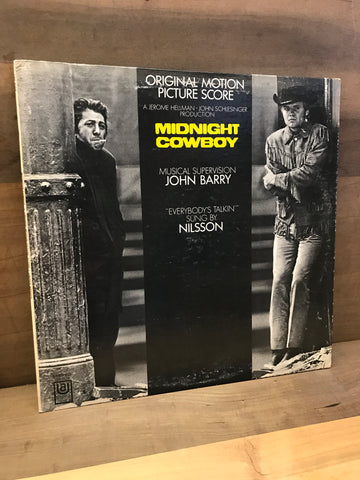 ORIGINAL MOTION
PICTURE SCORE
A JEROME HELLMAN-JOHN SCHLESINGER
PRODUCTION
MIDNIGHT
COWBOY
MUSICAL SUPERVISION
JOHN BARRY
"EVERYBODY'S TALKIN'"
SUNG BY
NILSSON
UA